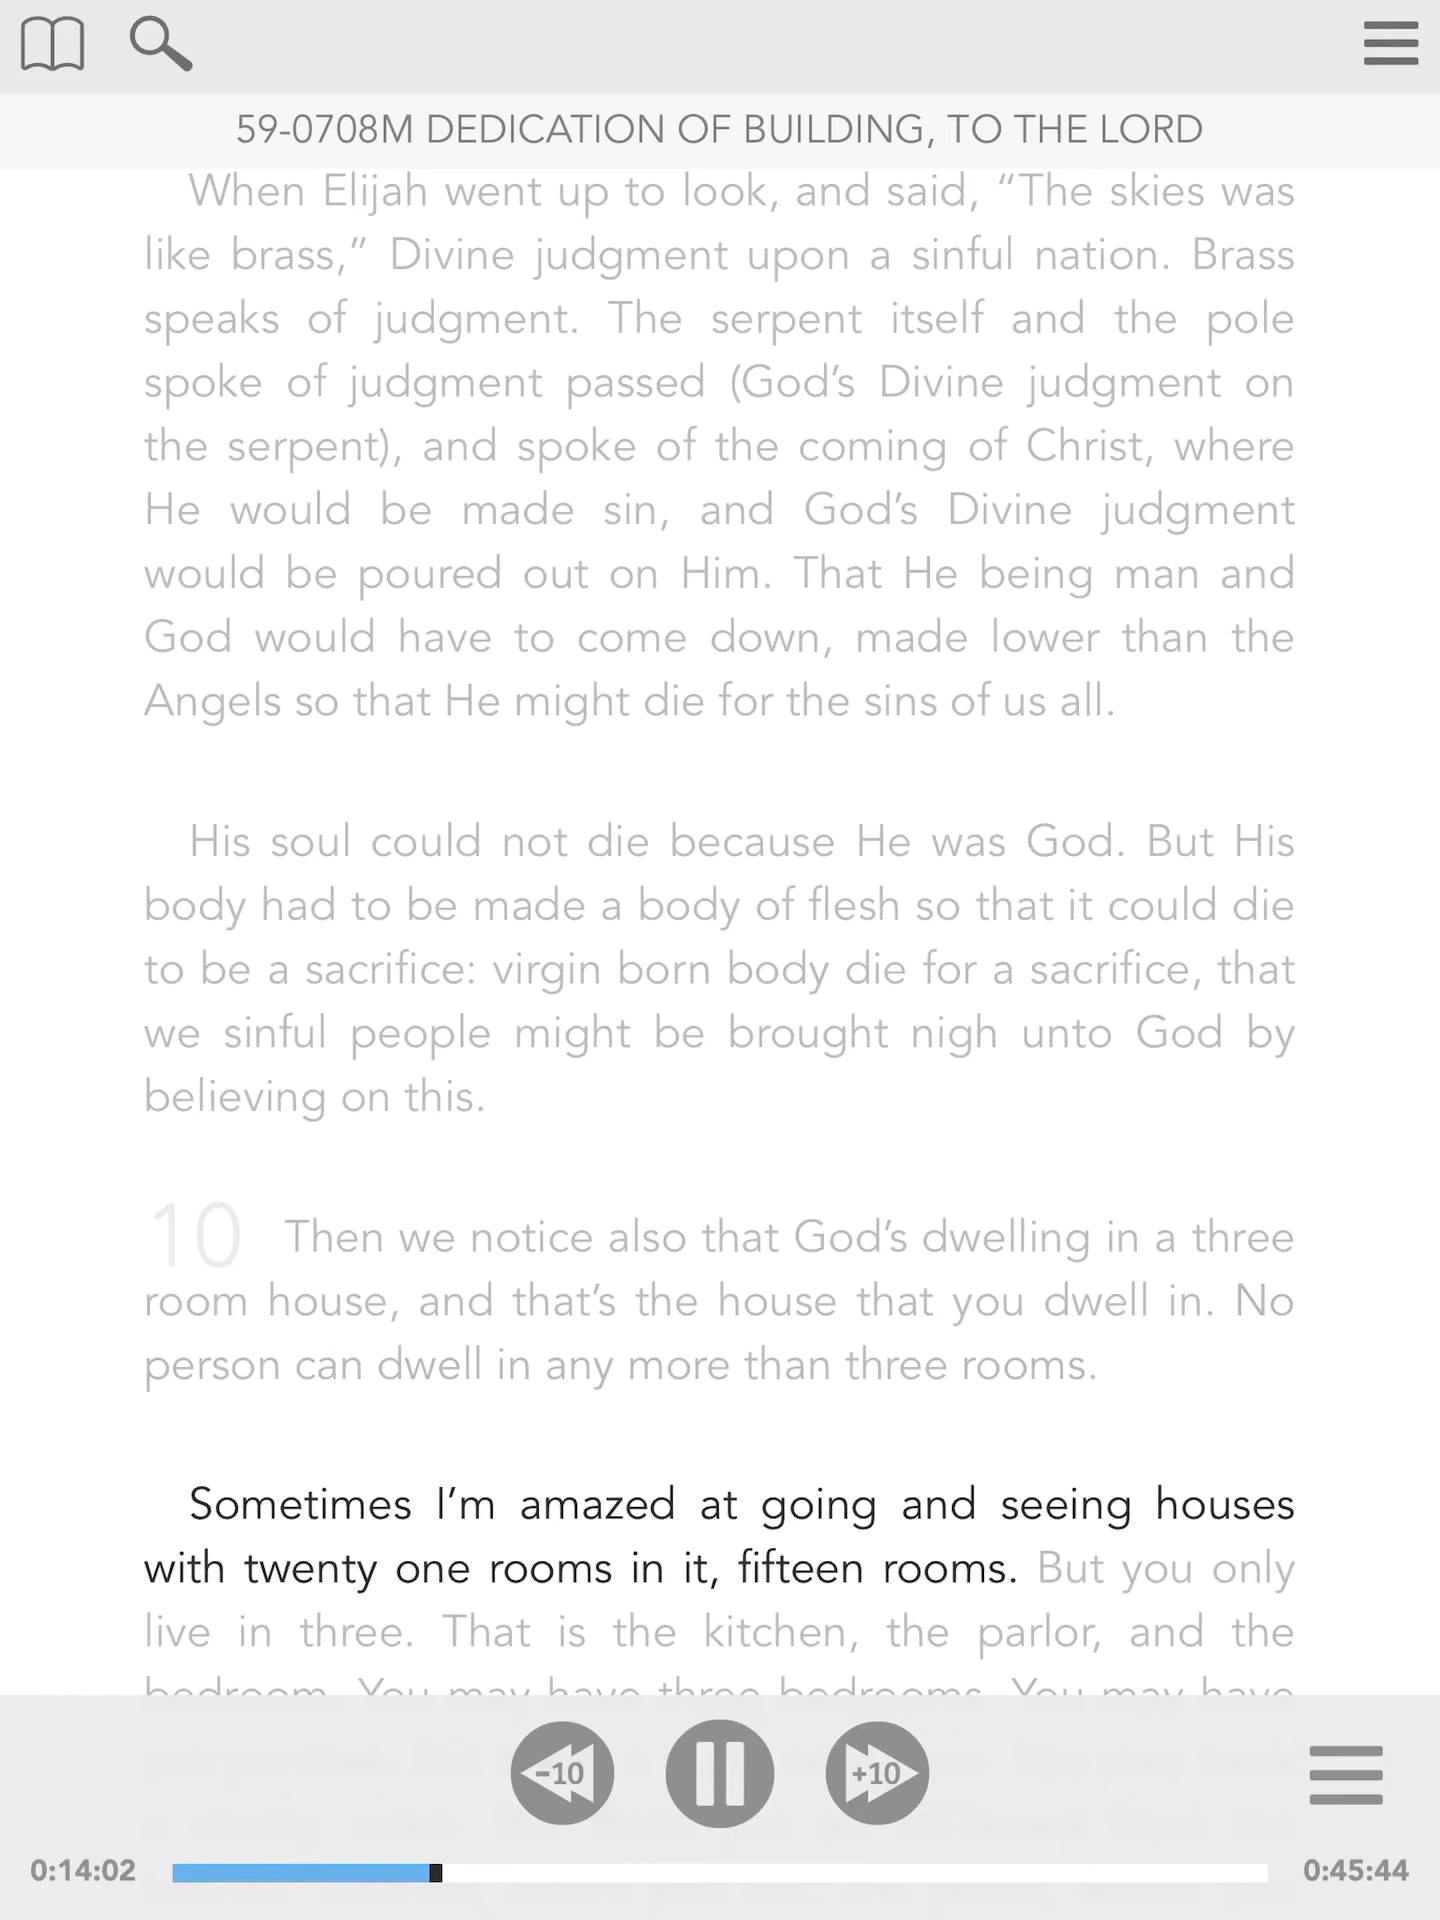 59-0708M DEDICATION OF BUILDING, TO THE LORD
When Elijah went up to look, and said, “The skies was
like brass,” Divine judgment upon a sinful nation. Brass
speaks of judgment. The serpent itself and the pole
spoke of judgment passed (God’s Divine judgment on
the serpent), and spoke of the coming of Christ, where
He would be made sin, and God’s Divine judgment
would be poured out on Him. That He being man and
God would have to come down, made lower than the
Angels so that He might die for the sins of us all.
His soul could not die because He was God. But His
body had to be made a body of flesh so that it could die
to be a sacrifice: virgin born body die for a sacrifice, that
we sinful people might be brought nigh unto God by
believing on this.
10 Then we notice also that God’s dwelling in a three
room house, and that’s the house that you dwell in. No
person can dwell in any more than three rooms.
Sometimes I’m amazed at going and seeing houses
with twenty one rooms in it, fifteen rooms. But you only
live in three. That is the kitchen, the parlor, and the
bedroom. You may have three bedrooms. You may have
-10 +10
0:14:02 0:45:44